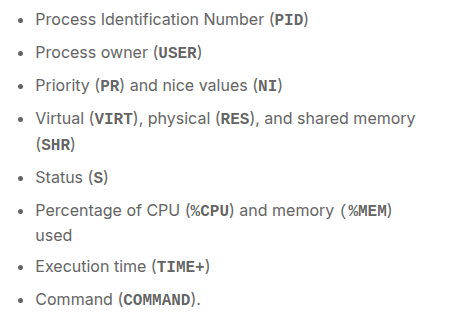 • Process Identification Number (PID)
• Process owner (USER)
• Priority (PR) and nice values (NI)
• Virtual (VIRT), physical (RES), and shared memory
(SHR)
• Status (S)
• Percentage of CPU (%CPU) and memory (%MEM)
used
• Execution time (TIME+)
• Command (COMMAND).